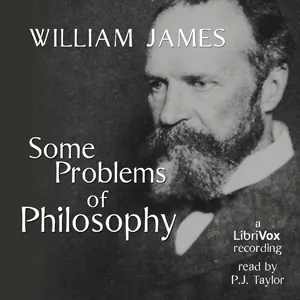 WILLIAM JAMES
Some
Problems
of
Philosophy
a
LibriVox
recording
read by
P.J. Taylor